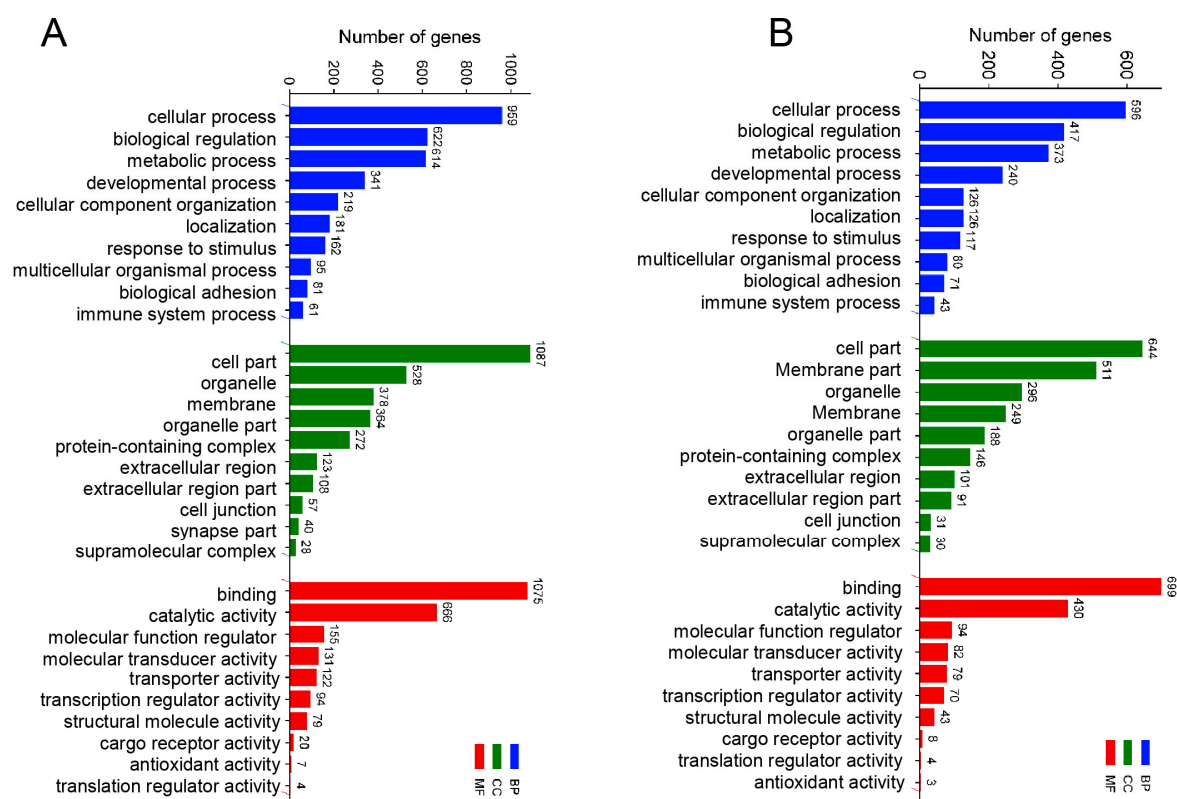 A
Number of genes
0 200 400 600 800 1000
cellular process 959
biological regulation 622
metabolic process 614
developmental process 341
cellular component organization 219
localization 181
response to stimulus 162
multicellular organismal process 95
biological adhesion 81
immune system process 61
cell part 1087
organelle 528
membrane 378
organelle part 364
protein-containing complex 272
extracellular region 123
extracellular region part 108
cell junction 57
synapse part 40
supramolecular complex 28
binding 1075
catalytic activity 666
molecular function regulator 155
molecular transducer activity 131
transporter activity 122
transcription regulator activity 94
structural molecule activity 79
cargo receptor activity 20
antioxidant activity 7
translation regulator activity 4
MF CC BP
B
Number of genes
0 200 400 600
cellular process 596
biological regulation 417
metabolic process 373
developmental process 240
cellular component organization 126
localization 126
response to stimulus 117
multicellular organismal process 80
biological adhesion 71
immune system process 43
cell part 644
Membrane part 511
organelle 296
Membrane 249
organelle part 188
protein-containing complex 146
extracellular region 101
extracellular region part 91
cell junction 31
supramolecular complex 30
binding 699
catalytic activity 430
molecular function regulator 94
molecular transducer activity 82
transporter activity 79
transcription regulator activity 70
structural molecule activity 43
cargo receptor activity 8
translation regulator activity 4
antioxidant activity 3
MF CC BP